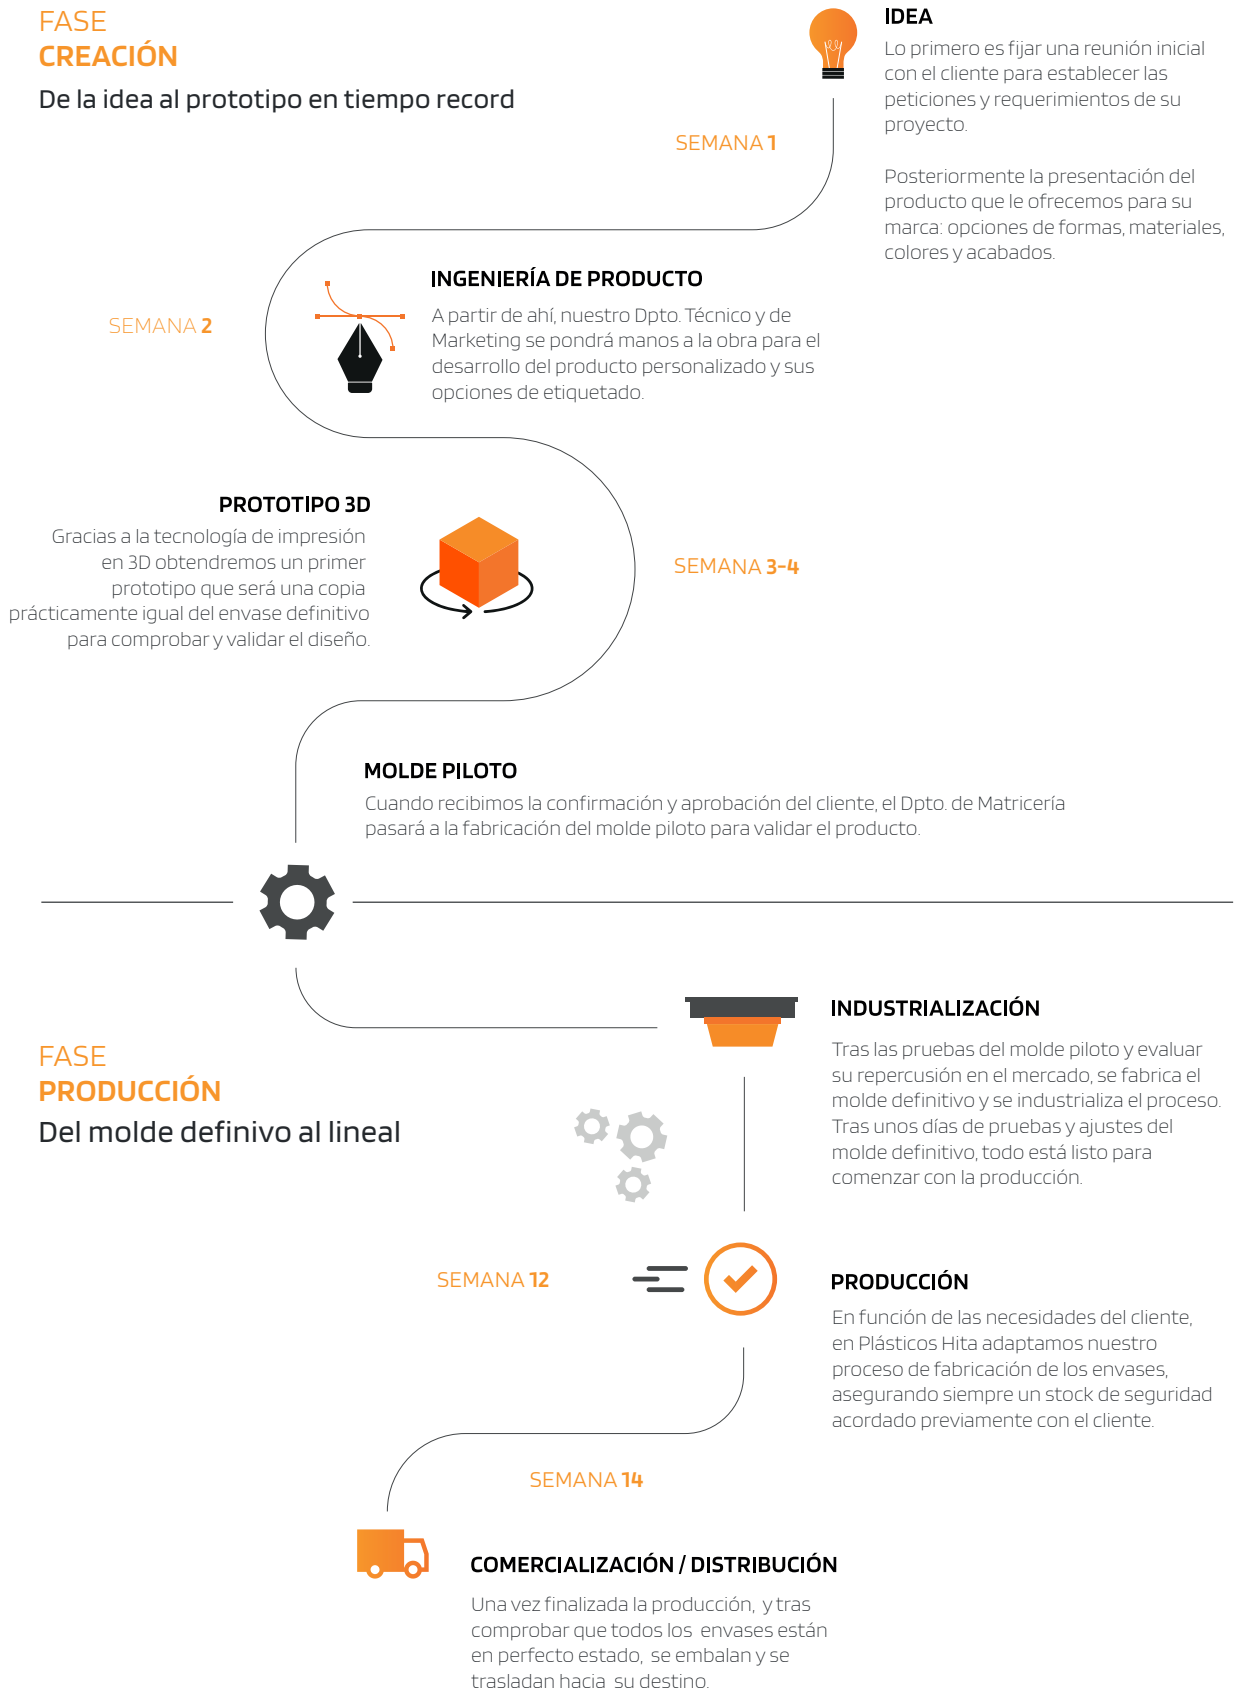 FASE
CREACIÓN
De la idea al prototipo en tiempo record
IDEA
Lo primero es fijar una reunión inicial
con el cliente para establecer las
peticiones y requerimientos de su
proyecto.
Posteriormente la presentación del
producto que le ofrecemos para su
marca: opciones de formas, materiales,
colores y acabados.
SEMANA 1
INGENIERÍA DE PRODUCTO
A partir de ahí, nuestro Dpto. Técnico y de
Marketing se pondrá manos a la obra para el
desarrollo del producto personalizado y sus
opciones de etiquetado.
SEMANA 2
PROTOTIPO 3D
Gracias a la tecnología de impresión
en 3D obtendremos un primer
prototipo que será una copia
prácticamente igual del envase definitivo
para comprobar y validar el diseño.
SEMANA 3-4
MOLDE PILOTO
Cuando recibimos la confirmación y aprobación del cliente, el Dpto. de Matricería
pasará a la fabricación del molde piloto para validar el producto.
FASE
PRODUCCIÓN
Del molde definivo al lineal
INDUSTRIALIZACIÓN
Tras las pruebas del molde piloto y evaluar
su repercusión en el mercado, se fabrica el
molde definitivo y se industrializa el proceso.
Tras unos días de pruebas y ajustes del
molde definitivo, todo está listo para
comenzar con la producción.
SEMANA 12
PRODUCCIÓN
En función de las necesidades del cliente,
en Plásticos Hita adaptamos nuestro
proceso de fabricación de los envases,
asegurando siempre un stock de seguridad
acordado previamente con el cliente.
SEMANA 14
COMERCIALIZACIÓN / DISTRIBUCIÓN
Una vez finalizada la producción, y tras
comprobar que todos los envases están
en perfecto estado, se embalan y se
trasladan hacia su destino.